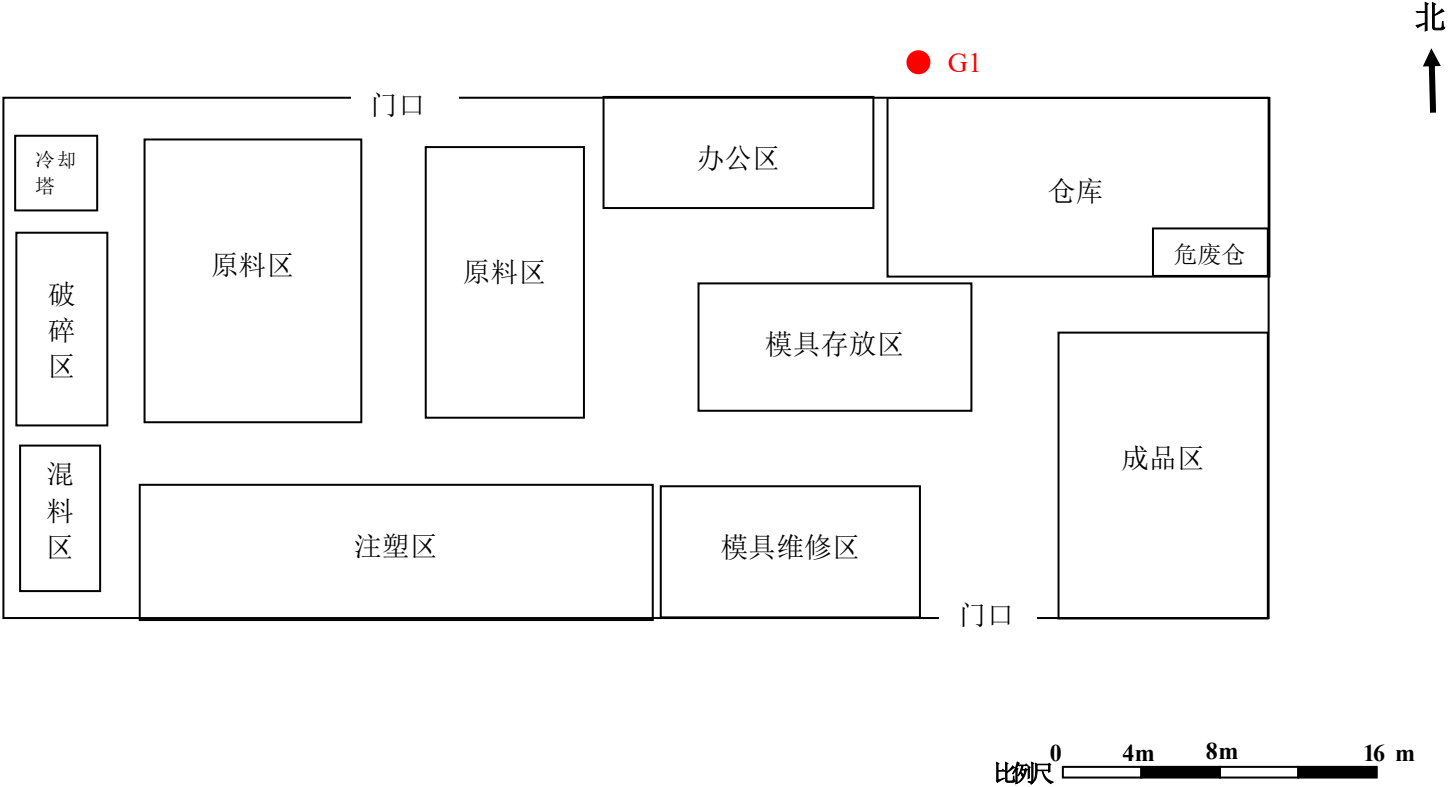 北
G1
门口
冷却
塔
办公区
仓库
原料区
原料区
危废仓
破
碎
区
模具存放区
成品区
混
料
区
注塑区
模具维修区
门口
0 4m 8m 16 m
比例尺